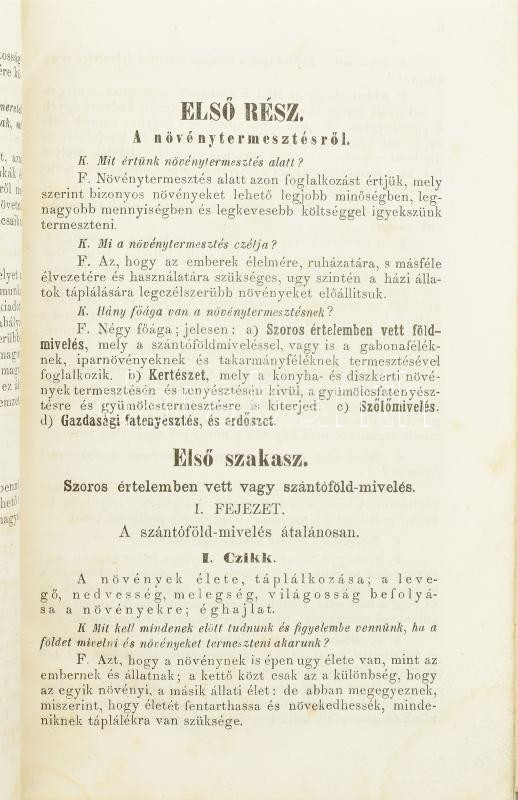 ELSŐ RÉSZ.
A növénytermesztésről.
K. Mit értünk növénytermesztés alatt?
F. Növénytermesztés alatt azon foglalkozást értjük, mely
szerint bizonyos növényeket lehető legjobb minőségben, leg-
nagyobb mennyiségben és legkevesebb költséggel igyekszünk
termeszteni.
K. Mi a növénytermesztés czélja?
F. Az, hogy az emberek élelmére, ruházatára, s másféle
élvezetére és használatára szükséges, ugy szintén a házi álla-
tok táplálására legczélszerübb növényeket előállitsuk.
K. Hány főága van a növénytermesztésnek?
F. Négy főága; jelesen: a) Szoros értelemben vett föld-
mivelés, mely a szántóföldmiveléssel, vagy is a gabonafélék-
nek, iparnövényeknek és takarmányféléknek termesztésével
foglalkozik. b) Kertészet, mely a konyha- és diszkerti növé-
nyek termesztésén és tenyésztésén kivül, a gyümölcsfatenyész-
tésre és gyümölcstermesztésre is kiterjed. c) Szőlőmivelés.
d) Gazdasági fatenyésztés, és erdőszet.
Első szakasz.
Szoros értelemben vett vagy szántóföld-mivelés.
I. FEJEZET.
A szántóföld-mivelés átalánosan.
I. Czikk.
A növények élete, táplálkozása; a leve-
gő, nedvesség, melegség, világosság befolyá-
sa a növényekre; éghajlat.
K Mit kell mindenek előtt tudnunk és figyelembe vennünk, ha a
földet mivelni és növényeket termeszteni akarunk?
F. Azt, hogy a növénynek is épen ugy élete van, mint az
embernek és állatnak; a kettő közt csak az a különbség, hogy
az egyik növényi, a másik állati élet: de abban megegyeznek,
miszerint, hogy életét fentarthassa és növekedhessék, minde-
niknek táplálékra van szüksége.